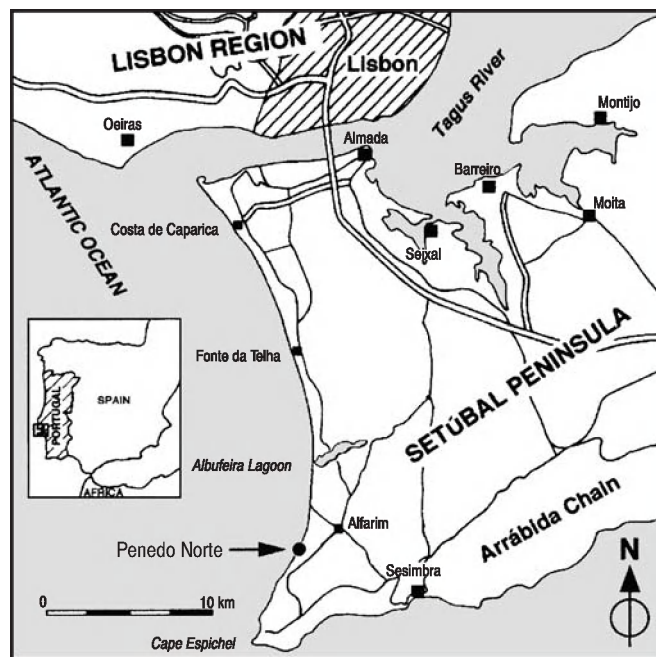 LISBON REGION
Lisbon
Tagus River
Montijo
Oeiras
Almada
Barreiro
Moita
ATLANTIC OCEAN
Costa de Caparica
Seixal
SETÚBAL PENINSULA
Fonte da Telha
SPAIN
PORTUGAL
AFRICA
Albufeira Lagoon
Alfarim
Arrábida Chain
Penedo Norte
Sesimbra
N
0 10 km
Cape Espichel